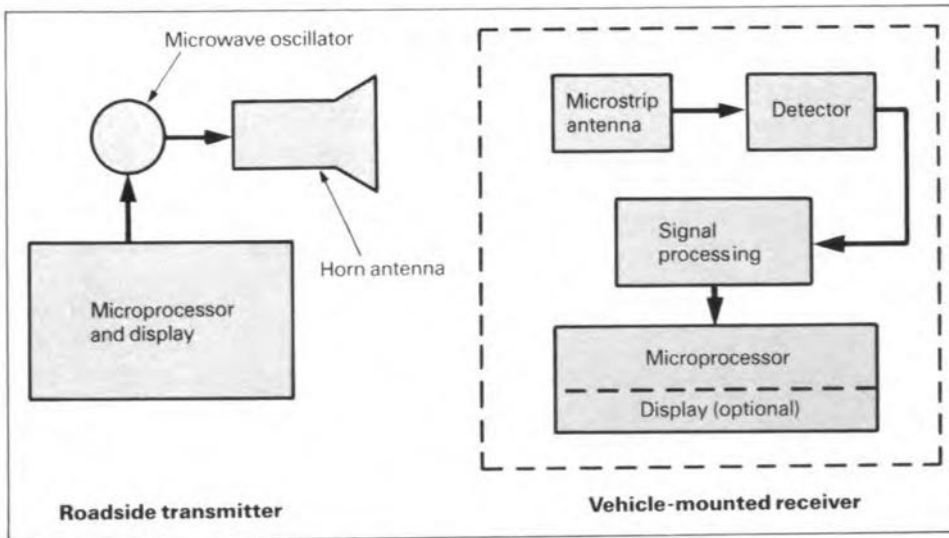 Microwave oscillator
Horn antenna
Microprocessor
and display
Roadside transmitter
Microstrip
antenna
Detector
Signal
processing
Microprocessor
Display (optional)
Vehicle-mounted receiver